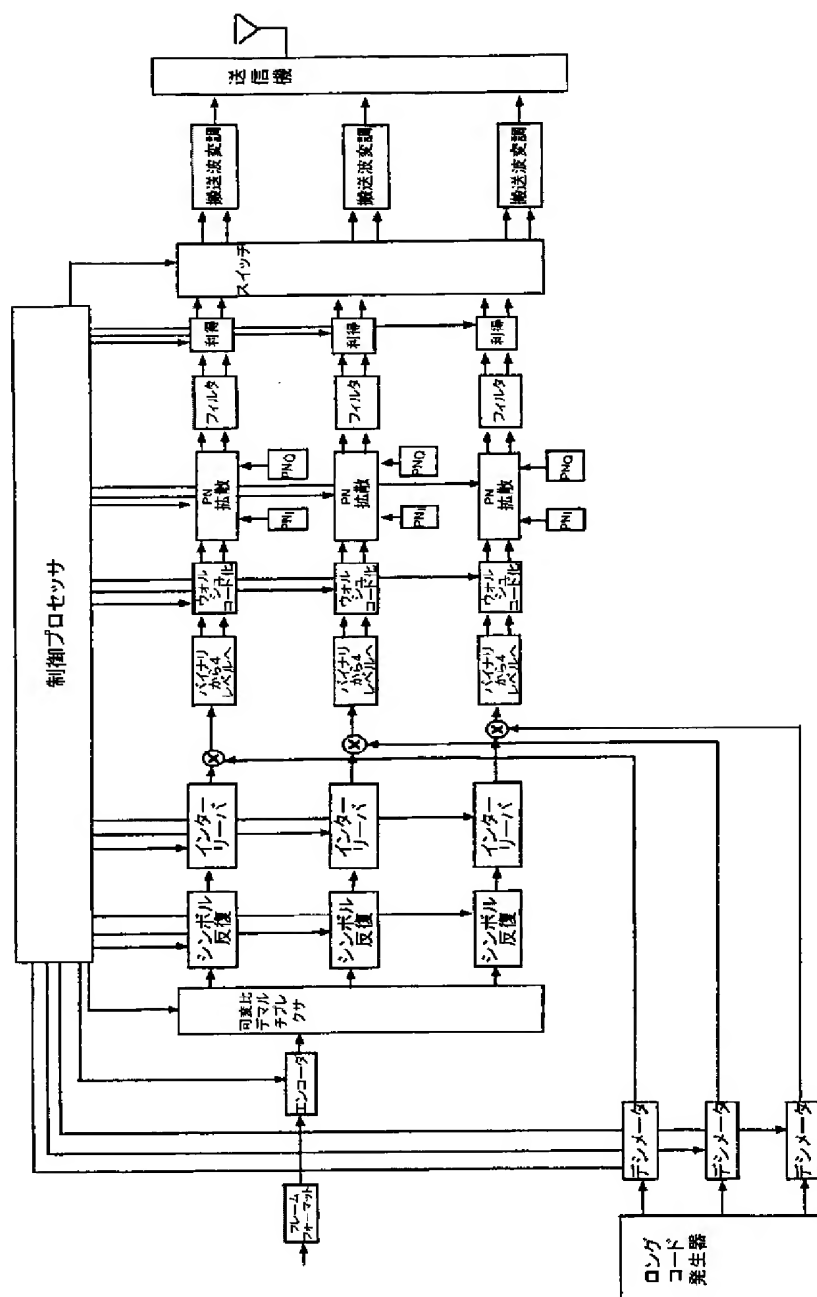 送信機
搬送波変調
搬送波変調
搬送波変調
スイッチ
制御プロセッサ
利得
利得
利得
フィルタ
フィルタ
フィルタ
PN
拡散
PNI
PNQ
PN
拡散
PNI
PNQ
PN
拡散
PNI
PNQ
ウォル
シュ
コード化
ウォル
シュ
コード化
ウォル
シュ
コード化
バイナリ
から4
レベルへ
バイナリ
から4
レベルへ
バイナリ
から4
レベルへ
X
X
X
インター
リーバ
インター
リーバ
インター
リーバ
シンボル
反復
シンボル
反復
シンボル
反復
可変比
デマル
チプレ
クサ
エンコーダ
フレーム
フォーマット
デシメータ
デシメータ
デシメータ
ロング
コード
発生器